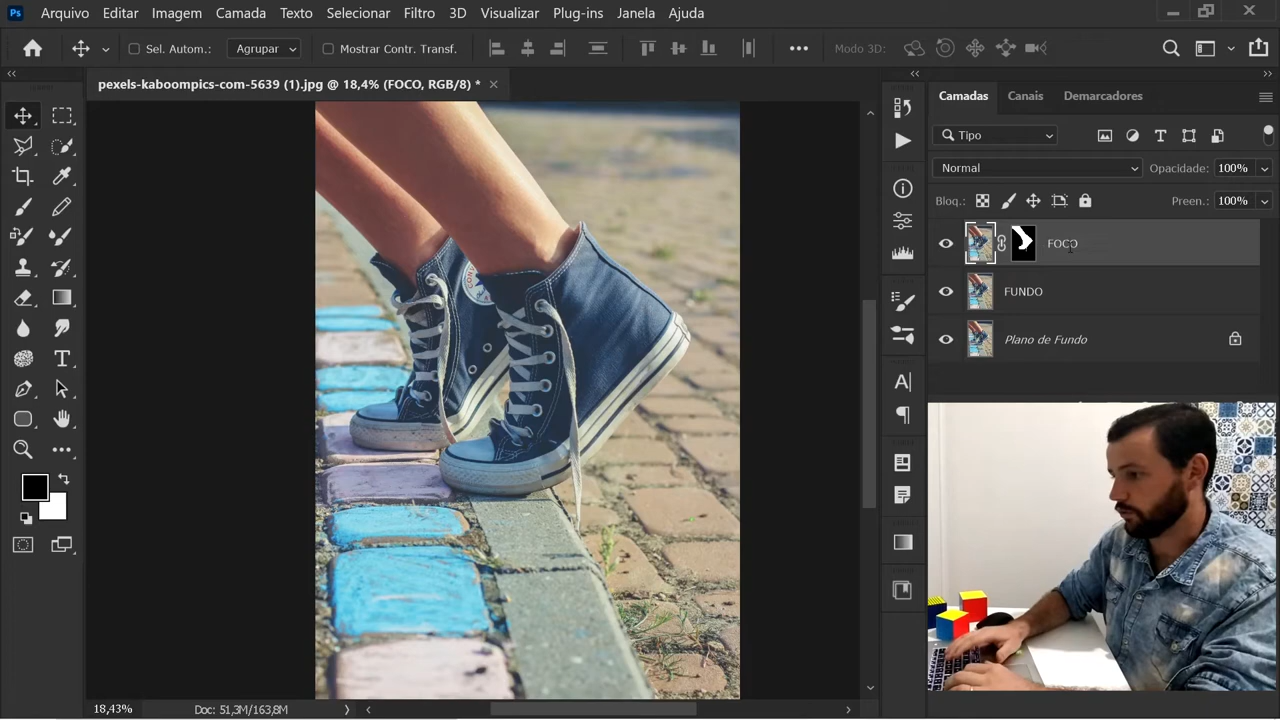 Ps Arquivo Editar Imagem Camada Texto Selecionar Filtro 3D Visualizar Plug-ins Janela Ajuda
Sel. Autom.: Agrupar Mostrar Contr. Transf. Modo 3D:
pexels-kaboompics-com-5639 (1).jpg @ 18,4% (FOCO, RGB/8) *
Camadas Canais Demarcadores
Tipo
Normal Opacidade: 100%
Bloq.: Preen.: 100%
FOCO
FUNDO
Plano de Fundo
18,43% Doc: 51,3M/163,8M